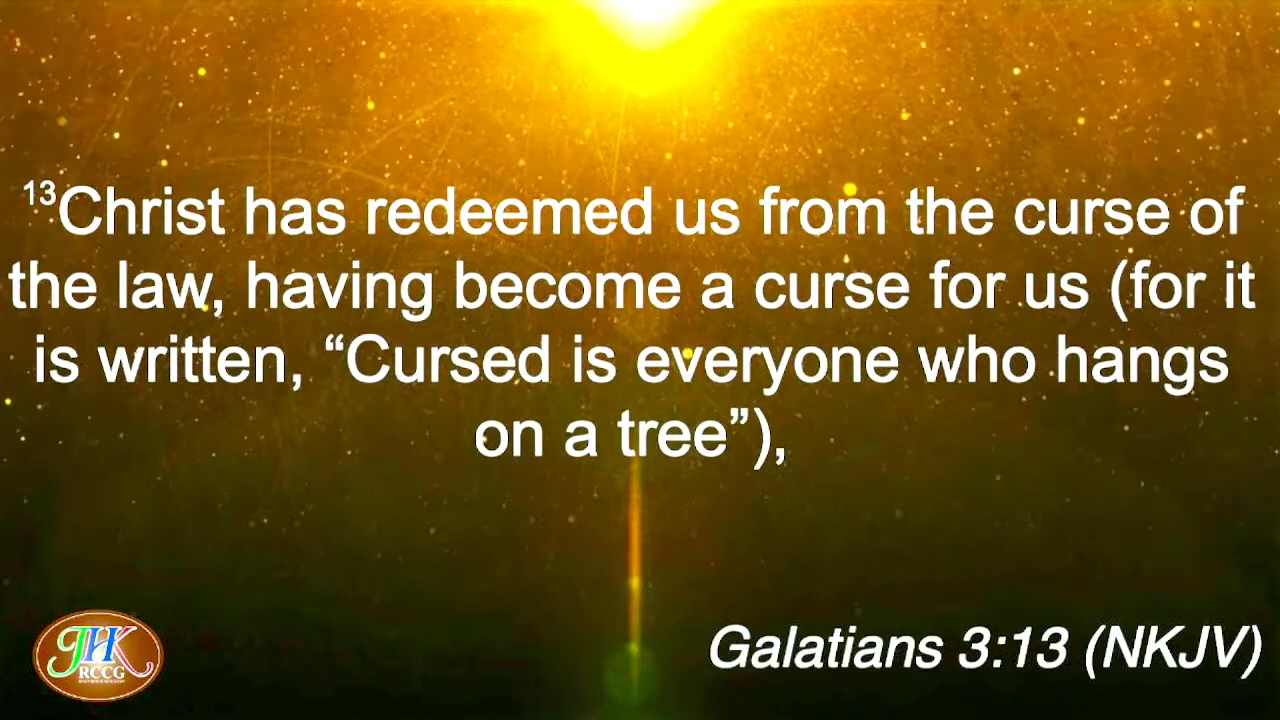 ¹³Christ has redeemed us from the curse of
the law, having become a curse for us (for it
is written, “Cursed is everyone who hangs
on a tree”),
JHK
RCCG
Galatians 3:13 (NKJV)